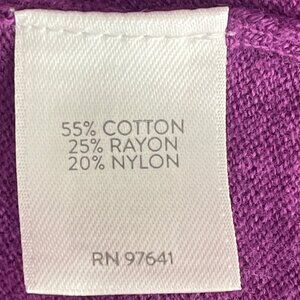 55% COTTON
25% RAYON
20% NYLON
RN 97641